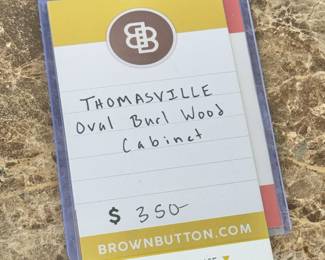 THOMASVILLE
Oval Burl Wood
Cabinet
$ 350-
BROWNBUTTON.COM